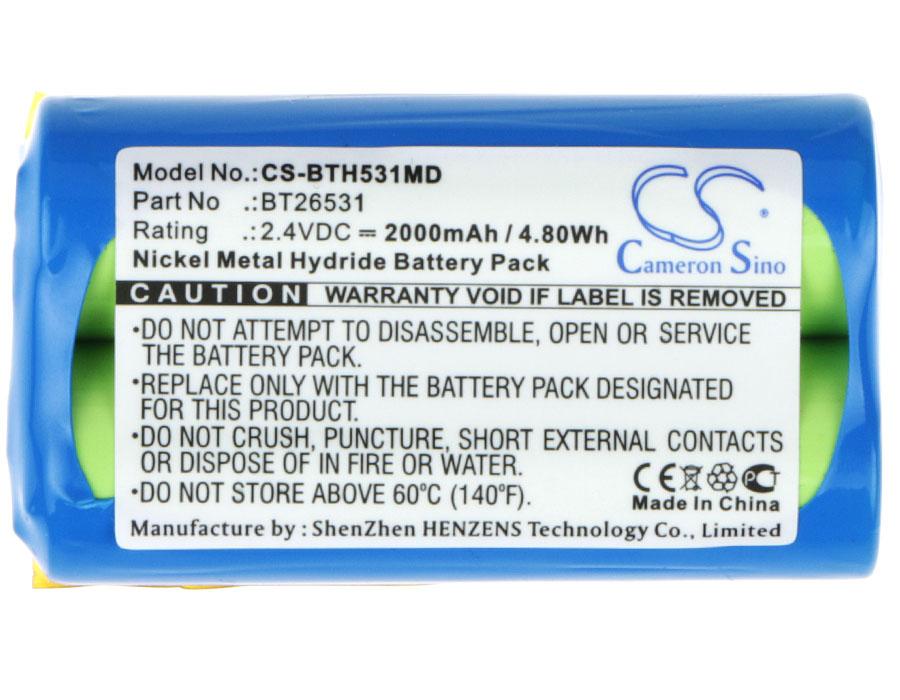 Model No.:CS-BTH531MD
Part No .:BT26531
Rating .:2.4VDC ⎓ 2000mAh / 4.80Wh
Nickel Metal Hydride Battery Pack
CS®
Cameron Sino
CAUTION WARRANTY VOID IF LABEL IS REMOVED
•DO NOT ATTEMPT TO DISASSEMBLE, OPEN OR SERVICE
THE BATTERY PACK.
•REPLACE ONLY WITH THE BATTERY PACK DESIGNATED
FOR THIS PRODUCT.
•DO NOT CRUSH, PUNCTURE, SHORT EXTERNAL CONTACTS
OR DISPOSE OF IN FIRE OR WATER.
•DO NOT STORE ABOVE 60°C (140°F).
CE PC
Made In China
Manufacture by : ShenZhen HENZENS Technology Co., Limited